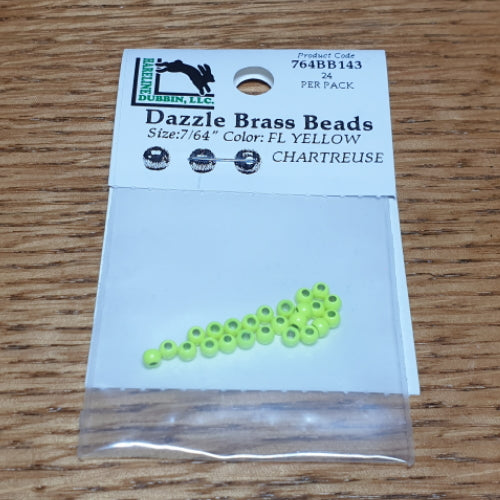 HARELINE
DUBBIN, LLC.
Product Code
764BB143
24
PER PACK
Dazzle Brass Beads
Size:7/64" Color: FL YELLOW
CHARTREUSE